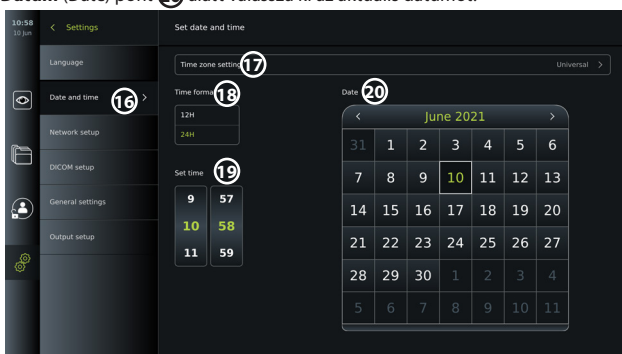 Dátum (Date) pont 20 alatt válassza ki az aktuális dátumot.
10:58
10 Jun
Settings
Set date and time
Language
Date and time 16
Network setup
DICOM setup
General settings
Output setup
Time zone setting 17 Universal
Time forma 18
12H
24H
Set time 19
9 57
10 58
11 59
Date 20
June 2021
31 1 2 3 4 5 6
7 8 9 10 11 12 13
14 15 16 17 18 19 20
21 22 23 24 25 26 27
28 29 30 1 2 3 4
5 6 7 8 9 10 11